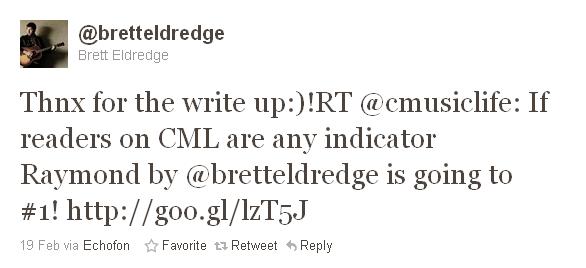 @bretteldredge
Brett Eldredge
Thnx for the write up:)!RT @cmusiclife: If
readers on CML are any indicator
Raymond by @bretteldredge is going to
#1! http://goo.gl/lzT5J
19 Feb via Echofon Favorite Retweet Reply